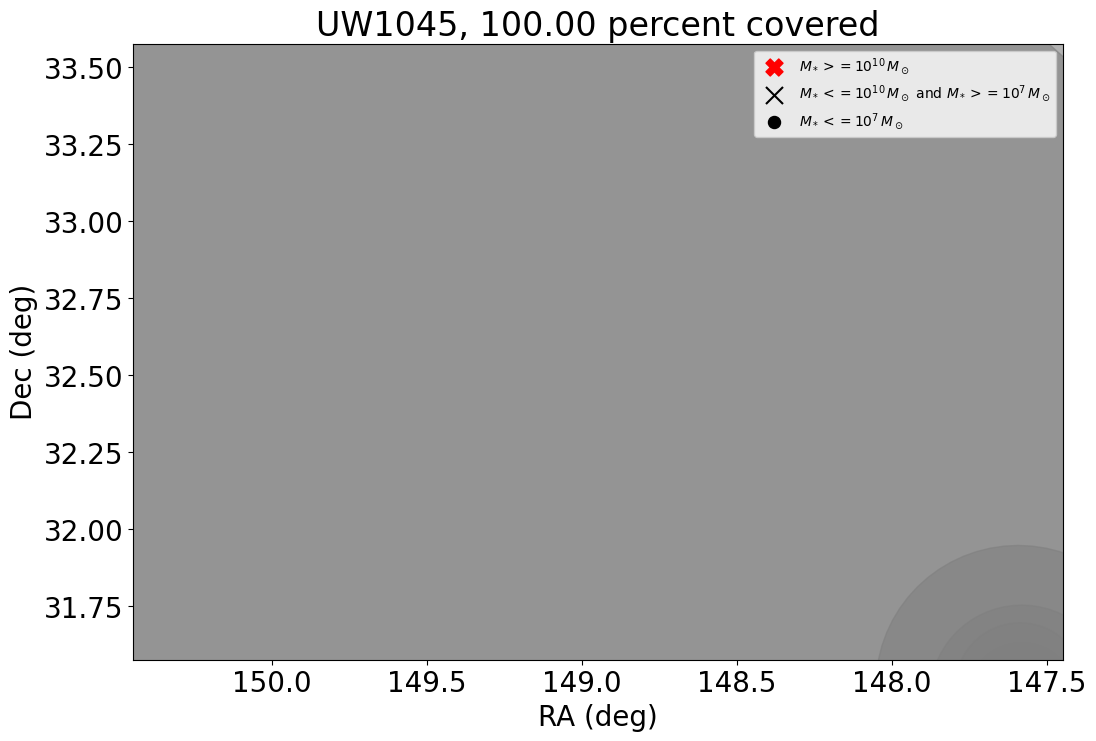 UW1045, 100.00 percent covered
M* >= 10^10 M⊙
M* <= 10^10 M⊙ and M* >= 10^7 M⊙
M* <= 10^7 M⊙
33.50
33.25
33.00
32.75
32.50
32.25
32.00
31.75
Dec (deg)
150.0 149.5 149.0 148.5 148.0 147.5
RA (deg)